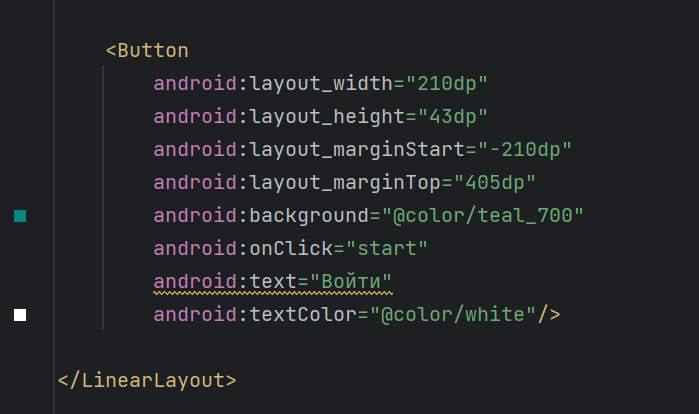 <Button
android:layout_width="210dp"
android:layout_height="43dp"
android:layout_marginStart="-210dp"
android:layout_marginTop="405dp"
android:background="@color/teal_700"
android:onClick="start"
android:text="Войти"
android:textColor="@color/white"/>
</LinearLayout>